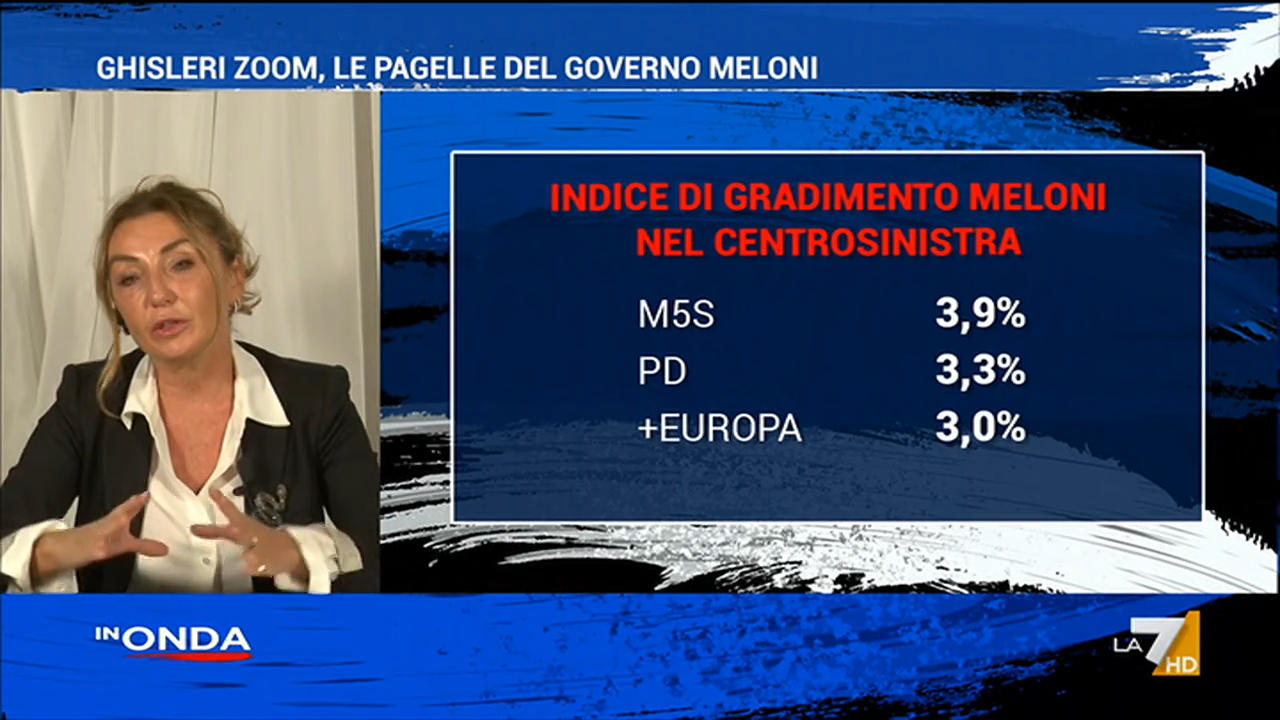 GHISLERI ZOOM, LE PAGELLE DEL GOVERNO MELONI
INDICE DI GRADIMENTO MELONI
NEL CENTROSINISTRA
M5S 3,9%
PD 3,3%
+EUROPA 3,0%
IN ONDA
LA 7 HD